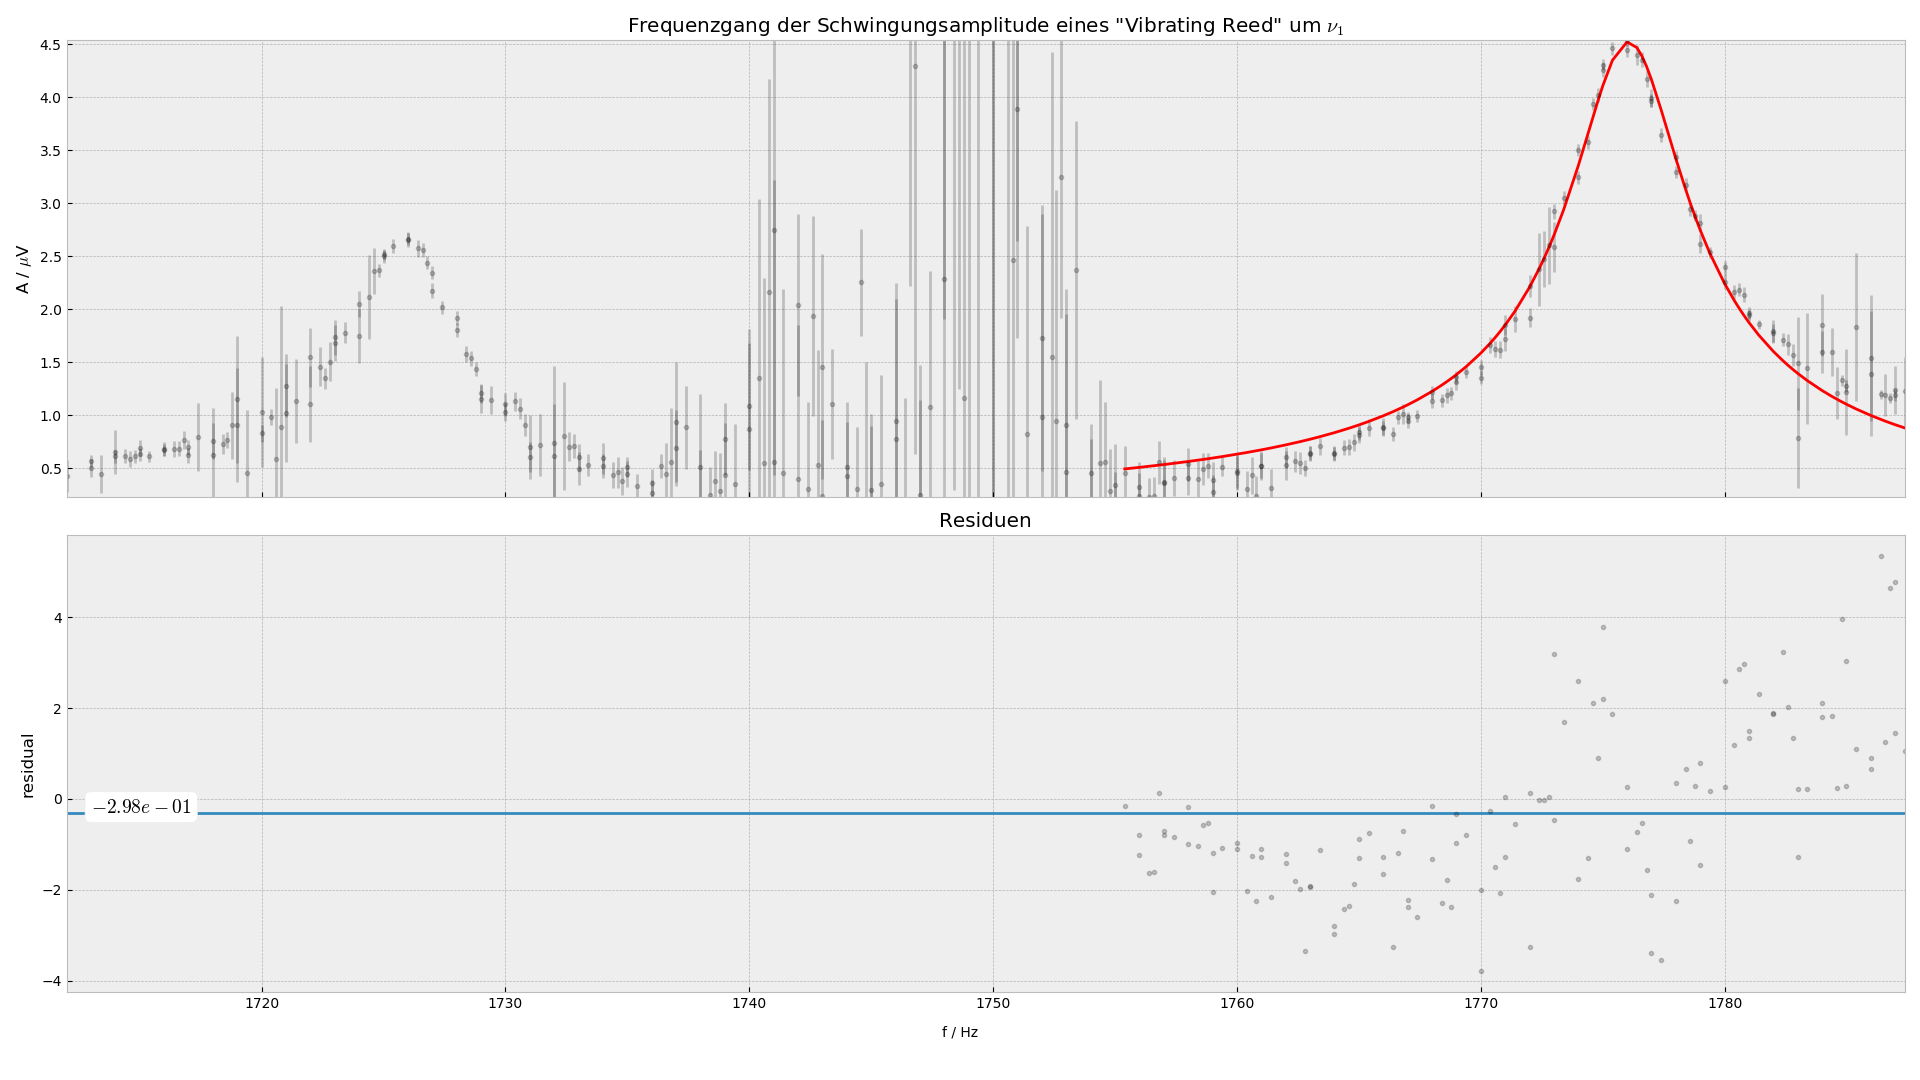 Frequenzgang der Schwingungsamplitude eines "Vibrating Reed" um ν₁
A / μV
4.5
4.0
3.5
3.0
2.5
2.0
1.5
1.0
0.5
Residuen
residual
4
2
0
−2
−4
−2.98e − 01
1720 1730 1740 1750 1760 1770 1780
f / Hz